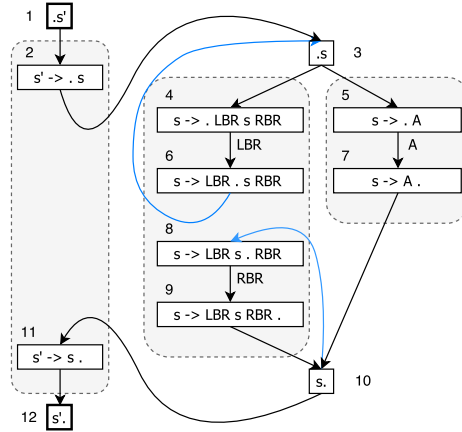 1 .s'
2
s' -> . s
.s 3
4
s -> . LBR s RBR
LBR
6
s -> LBR . s RBR
5
s -> . A
A
7
s -> A .
8
s -> LBR s . RBR
RBR
9
s -> LBR s RBR .
11
s' -> s .
s. 10
12 s'.